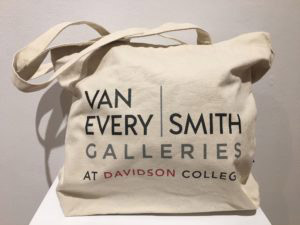 VAN
EVERY | SMITH
GALLERIES
AT DAVIDSON COLLEG